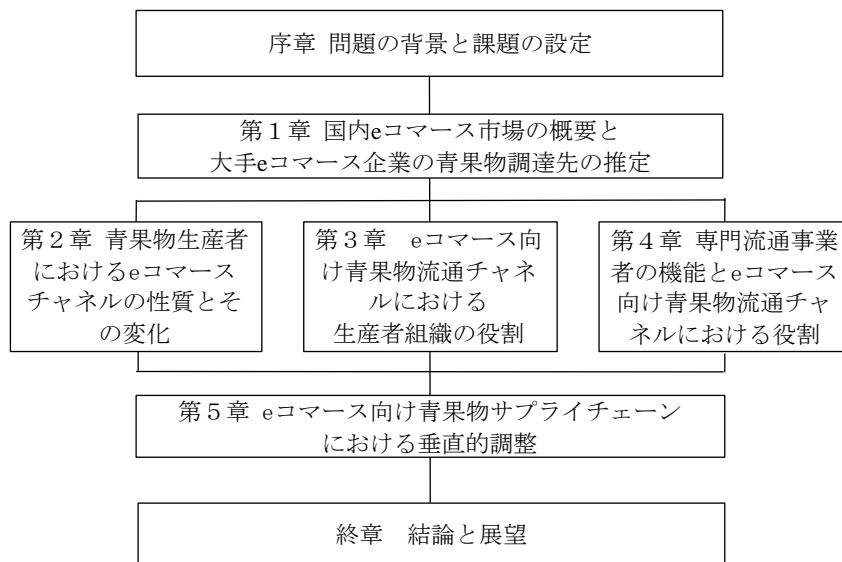 序章 問題の背景と課題の設定
第１章 国内eコマース市場の概要と
大手eコマース企業の青果物調達先の推定
第２章 青果物生産者
におけるeコマース
チャネルの性質とそ
の変化
第３章　eコマース向
け青果物流通チャネ
ルにおける
生産者組織の役割
第４章 専門流通事業
者の機能とeコマース
向け青果物流通チャ
ネルにおける役割
第５章 eコマース向け青果物サプライチェーン
における垂直的調整
終章　結論と展望